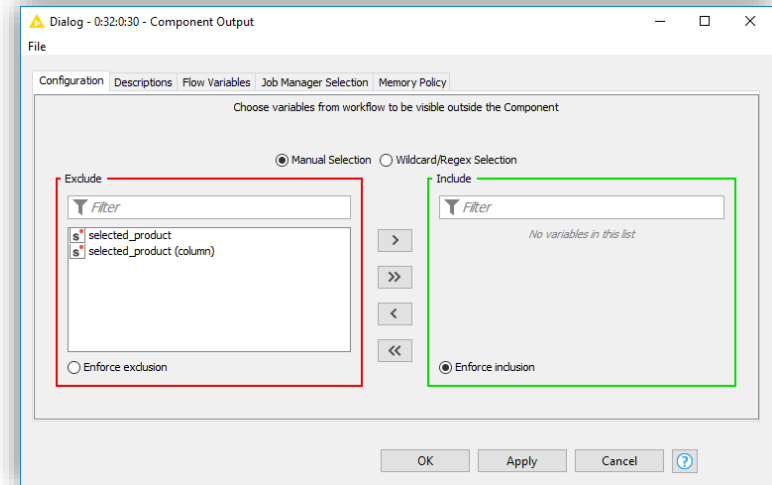 Dialog - 0:32:0:30 - Component Output
File
Configuration Descriptions Flow Variables Job Manager Selection Memory Policy
Choose variables from workflow to be visible outside the Component
Manual Selection Wildcard/Regex Selection
Exclude Include
Filter Filter
s selected_product
s selected_product (column)
No variables in this list
>
>>
<
<<
Enforce exclusion Enforce inclusion
OK Apply Cancel ?